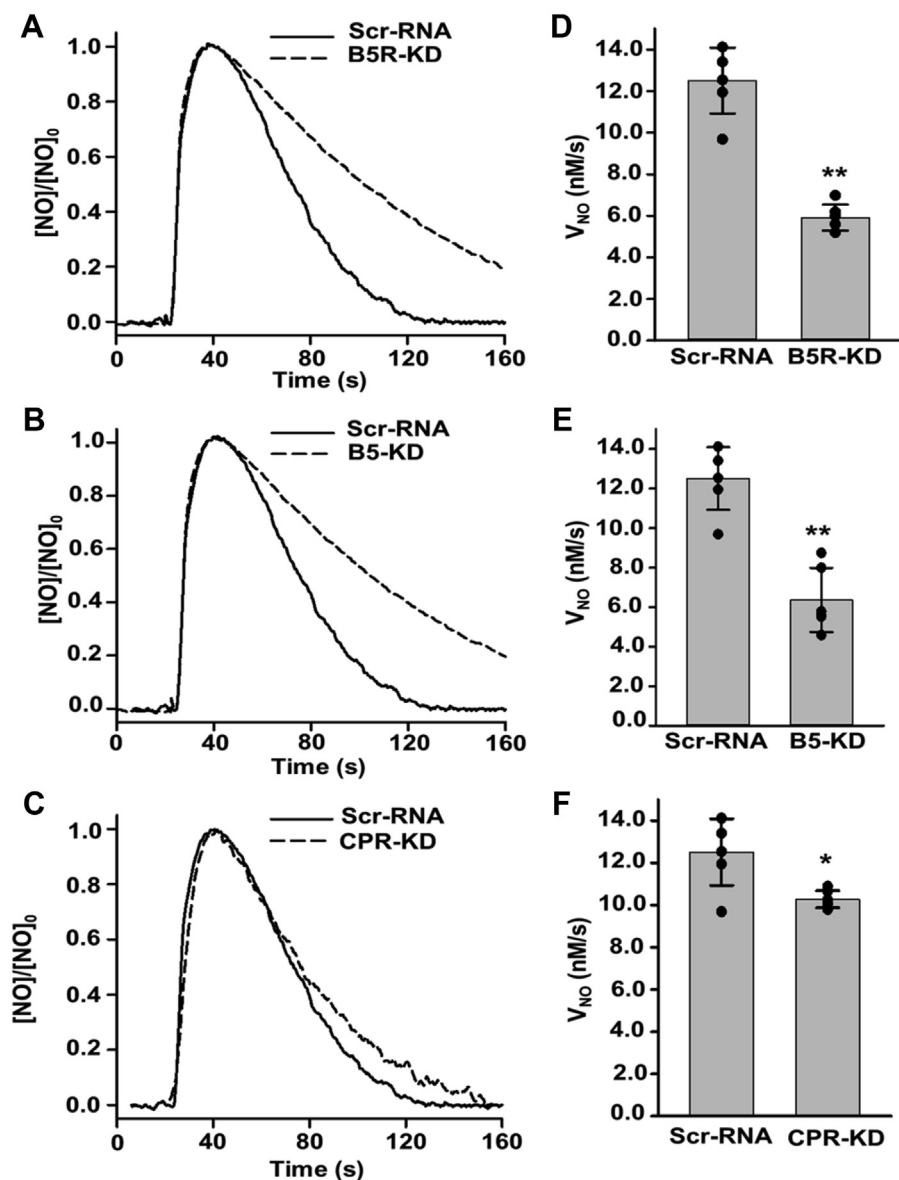 A
Scr-RNA
B5R-KD
[NO]/[NO]0
1.0
0.8
0.6
0.4
0.2
0.0
0 40 80 120 160
Time (s)
D
VNO (nM/s)
14.0
12.0
10.0
8.0
6.0
4.0
2.0
0.0
**
Scr-RNA B5R-KD
B
Scr-RNA
B5-KD
[NO]/[NO]0
1.0
0.8
0.6
0.4
0.2
0.0
0 40 80 120 160
Time (s)
E
VNO (nM/s)
14.0
12.0
10.0
8.0
6.0
4.0
2.0
0.0
**
Scr-RNA B5-KD
C
Scr-RNA
CPR-KD
[NO]/[NO]0
1.0
0.8
0.6
0.4
0.2
0.0
0 40 80 120 160
Time (s)
F
VNO (nM/s)
14.0
12.0
10.0
8.0
6.0
4.0
2.0
0.0
*
Scr-RNA CPR-KD